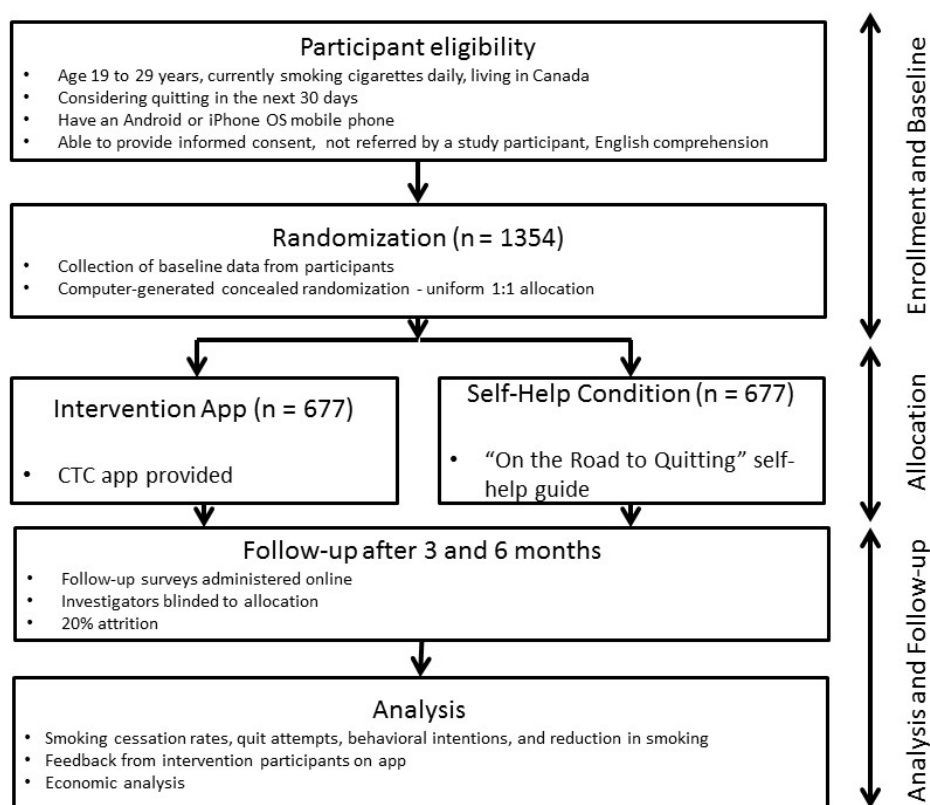 Participant eligibility
• Age 19 to 29 years, currently smoking cigarettes daily, living in Canada
• Considering quitting in the next 30 days
• Have an Android or iPhone OS mobile phone
• Able to provide informed consent, not referred by a study participant, English comprehension
Randomization (n = 1354)
• Collection of baseline data from participants
• Computer-generated concealed randomization - uniform 1:1 allocation
Enrollment and Baseline
Intervention App (n = 677)
• CTC app provided
Self-Help Condition (n = 677)
• “On the Road to Quitting” self-
help guide
Allocation
Follow-up after 3 and 6 months
• Follow-up surveys administered online
• Investigators blinded to allocation
• 20% attrition
Analysis
• Smoking cessation rates, quit attempts, behavioral intentions, and reduction in smoking
• Feedback from intervention participants on app
• Economic analysis
Analysis and Follow-up